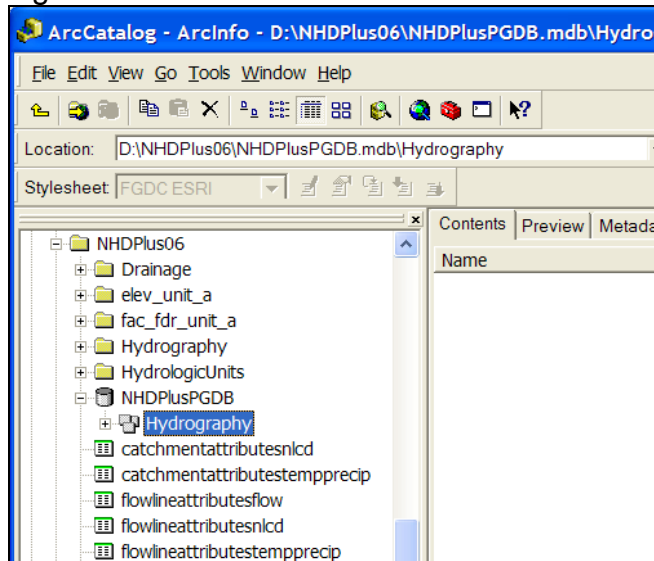 ArcCatalog - ArcInfo - D:\NHDPlus06\NHDPlusPGDB.mdb\Hydro
File Edit View Go Tools Window Help
Location: D:\NHDPlus06\NHDPlusPGDB.mdb\Hydrography
Stylesheet: FGDC ESRI
Contents Preview Metada
Name
NHDPlus06
Drainage
elev_unit_a
fac_fdr_unit_a
Hydrography
HydrologicUnits
NHDPlusPGDB
Hydrography
catchmentattributesnlcd
catchmentattributestempprecip
flowlineattributesflow
flowlineattributesnlcd
flowlineattributestempprecip